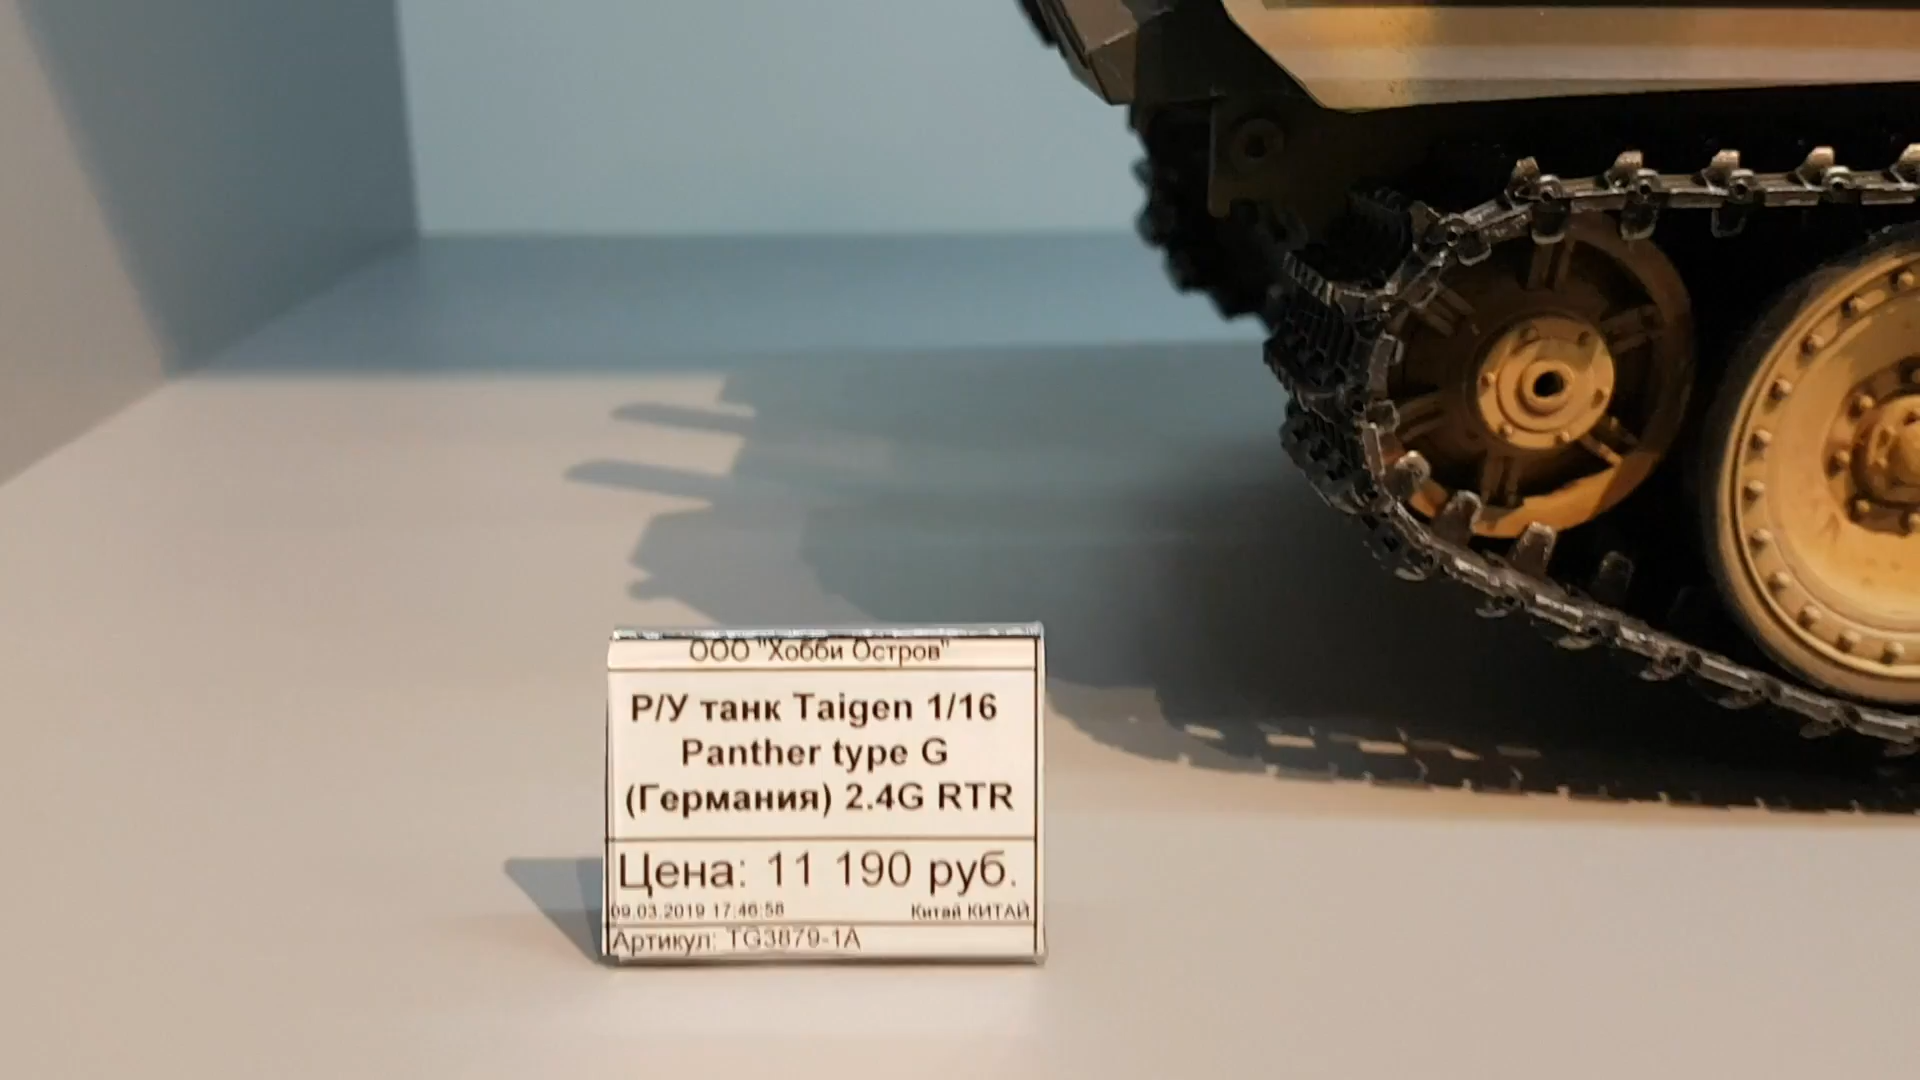 ООО "Хобби Остров"
Р/У танк Taigen 1/16
Panther type G
(Германия) 2.4G RTR
Цена: 11 190 руб.
09.03.2019 17:46:58 Китай КИТАЙ
Артикул: TG3879-1A